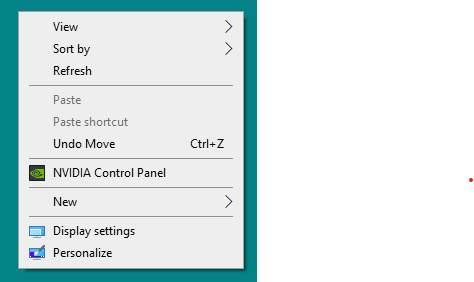 View
Sort by
Refresh
Paste
Paste shortcut
Undo Move Ctrl+Z
NVIDIA Control Panel
New
Display settings
Personalize